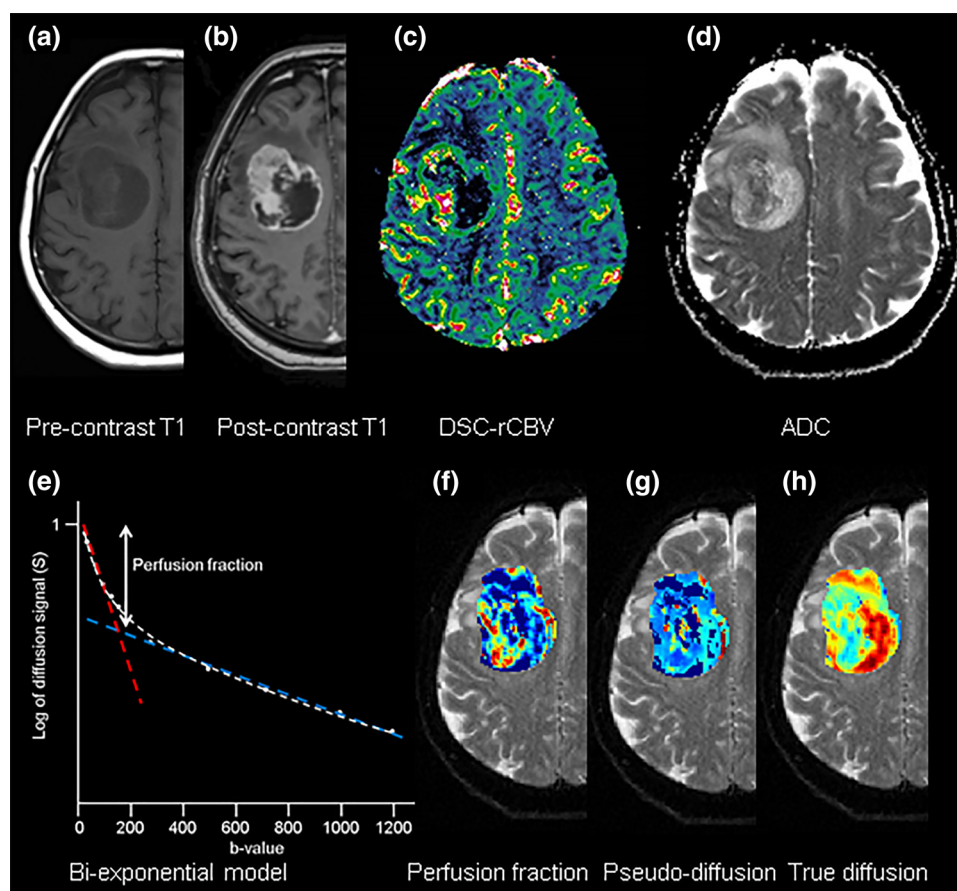 (a)
(b)
(c)
(d)
Pre-contrast T1
Post-contrast T1
DSC-rCBV
ADC
(e)
(f)
(g)
(h)
1
Perfusion fraction
Log of diffusion signal (S)
0
200
400
600
800
1000
1200
b-value
Bi-exponential model
Perfusion fraction
Pseudo-diffusion
True diffusion